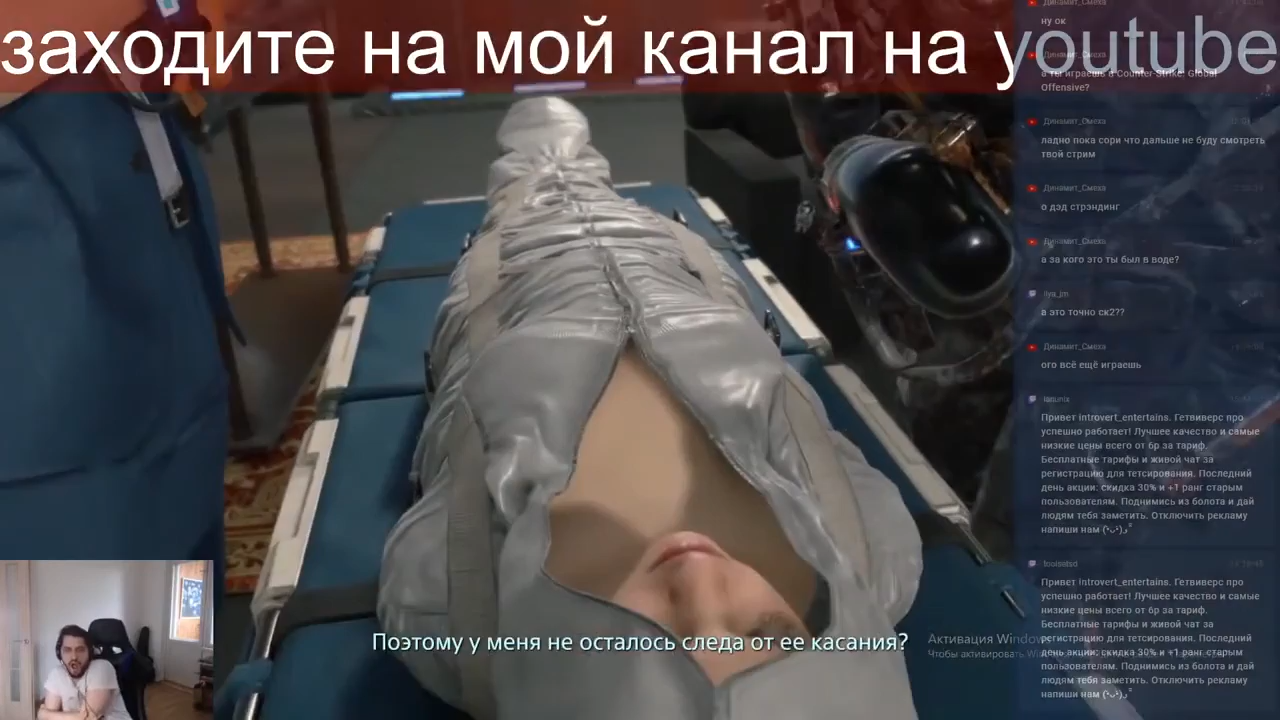 заходите на мой канал на youtube
Динамит_Смеха
ну ок
Динамит_Смеха
а ты играешь в Counter-Strike: Global
Offensive?
Динамит_Смеха
ладно пока сори что дальше не буду смотреть
твой стрим
Динамит_Смеха
о дэд стрэндинг
Динамит_Смеха
а за кого это ты был в воде?
ilya_jm
а это точно ск2??
Динамит_Смеха
ого всё ещё играешь
Привет introvert_entertains. Гетвиверс про
успешно работает! Лучшее качество и самые
низкие цены всего от 6р за тариф.
Бесплатные тарифы и живой чат за
регистрацию для тетсирования. Последний
день акции: скидка 30% и +1 ранг старым
пользователям. Поднимись из болота и дай
людям тебя заметить. Отключить рекламу
напиши нам
Привет introvert_entertains. Гетвиверс про
успешно работает! Лучшее качество и самые
низкие цены всего от 6р за тариф.
Бесплатные тарифы и живой чат за
регистрацию для тетсирования. Последний
день акции: скидка 30% и +1 ранг старым
пользователям. Поднимись из болота и дай
людям тебя заметить. Отключить рекламу
напиши нам
Поэтому у меня не осталось следа от ее касания?
Активация Windows
Чтобы активировать